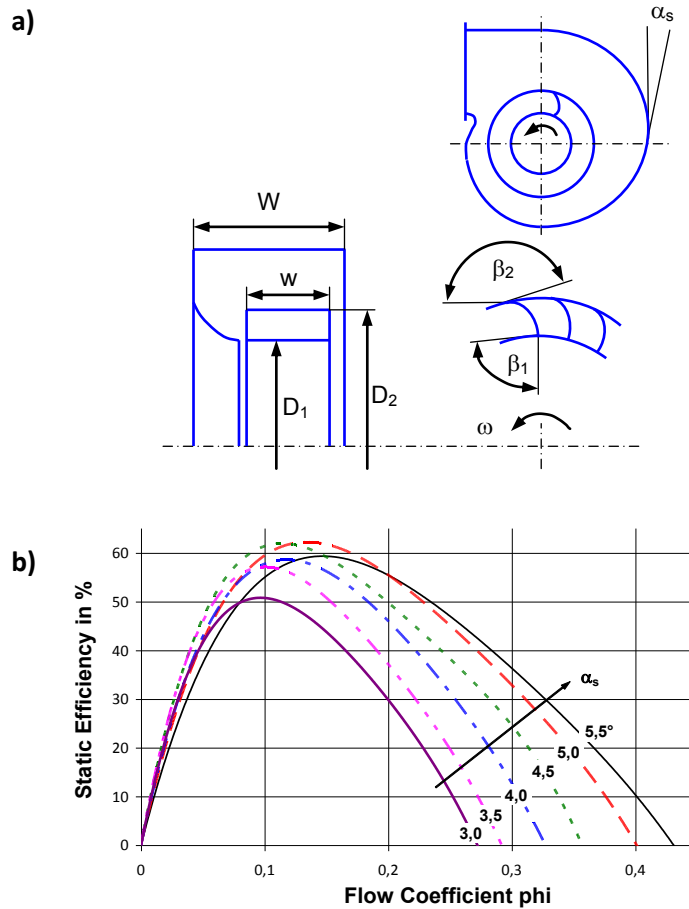 a)
αs
W
w
β2
β1
D1
D2
ω
b)
Static Efficiency in %
60
50
40
30
20
10
0
αs
5,5°
5,0
4,5
4,0
3,5
3,0
0
0,1
0,2
0,3
0,4
Flow Coefficient phi